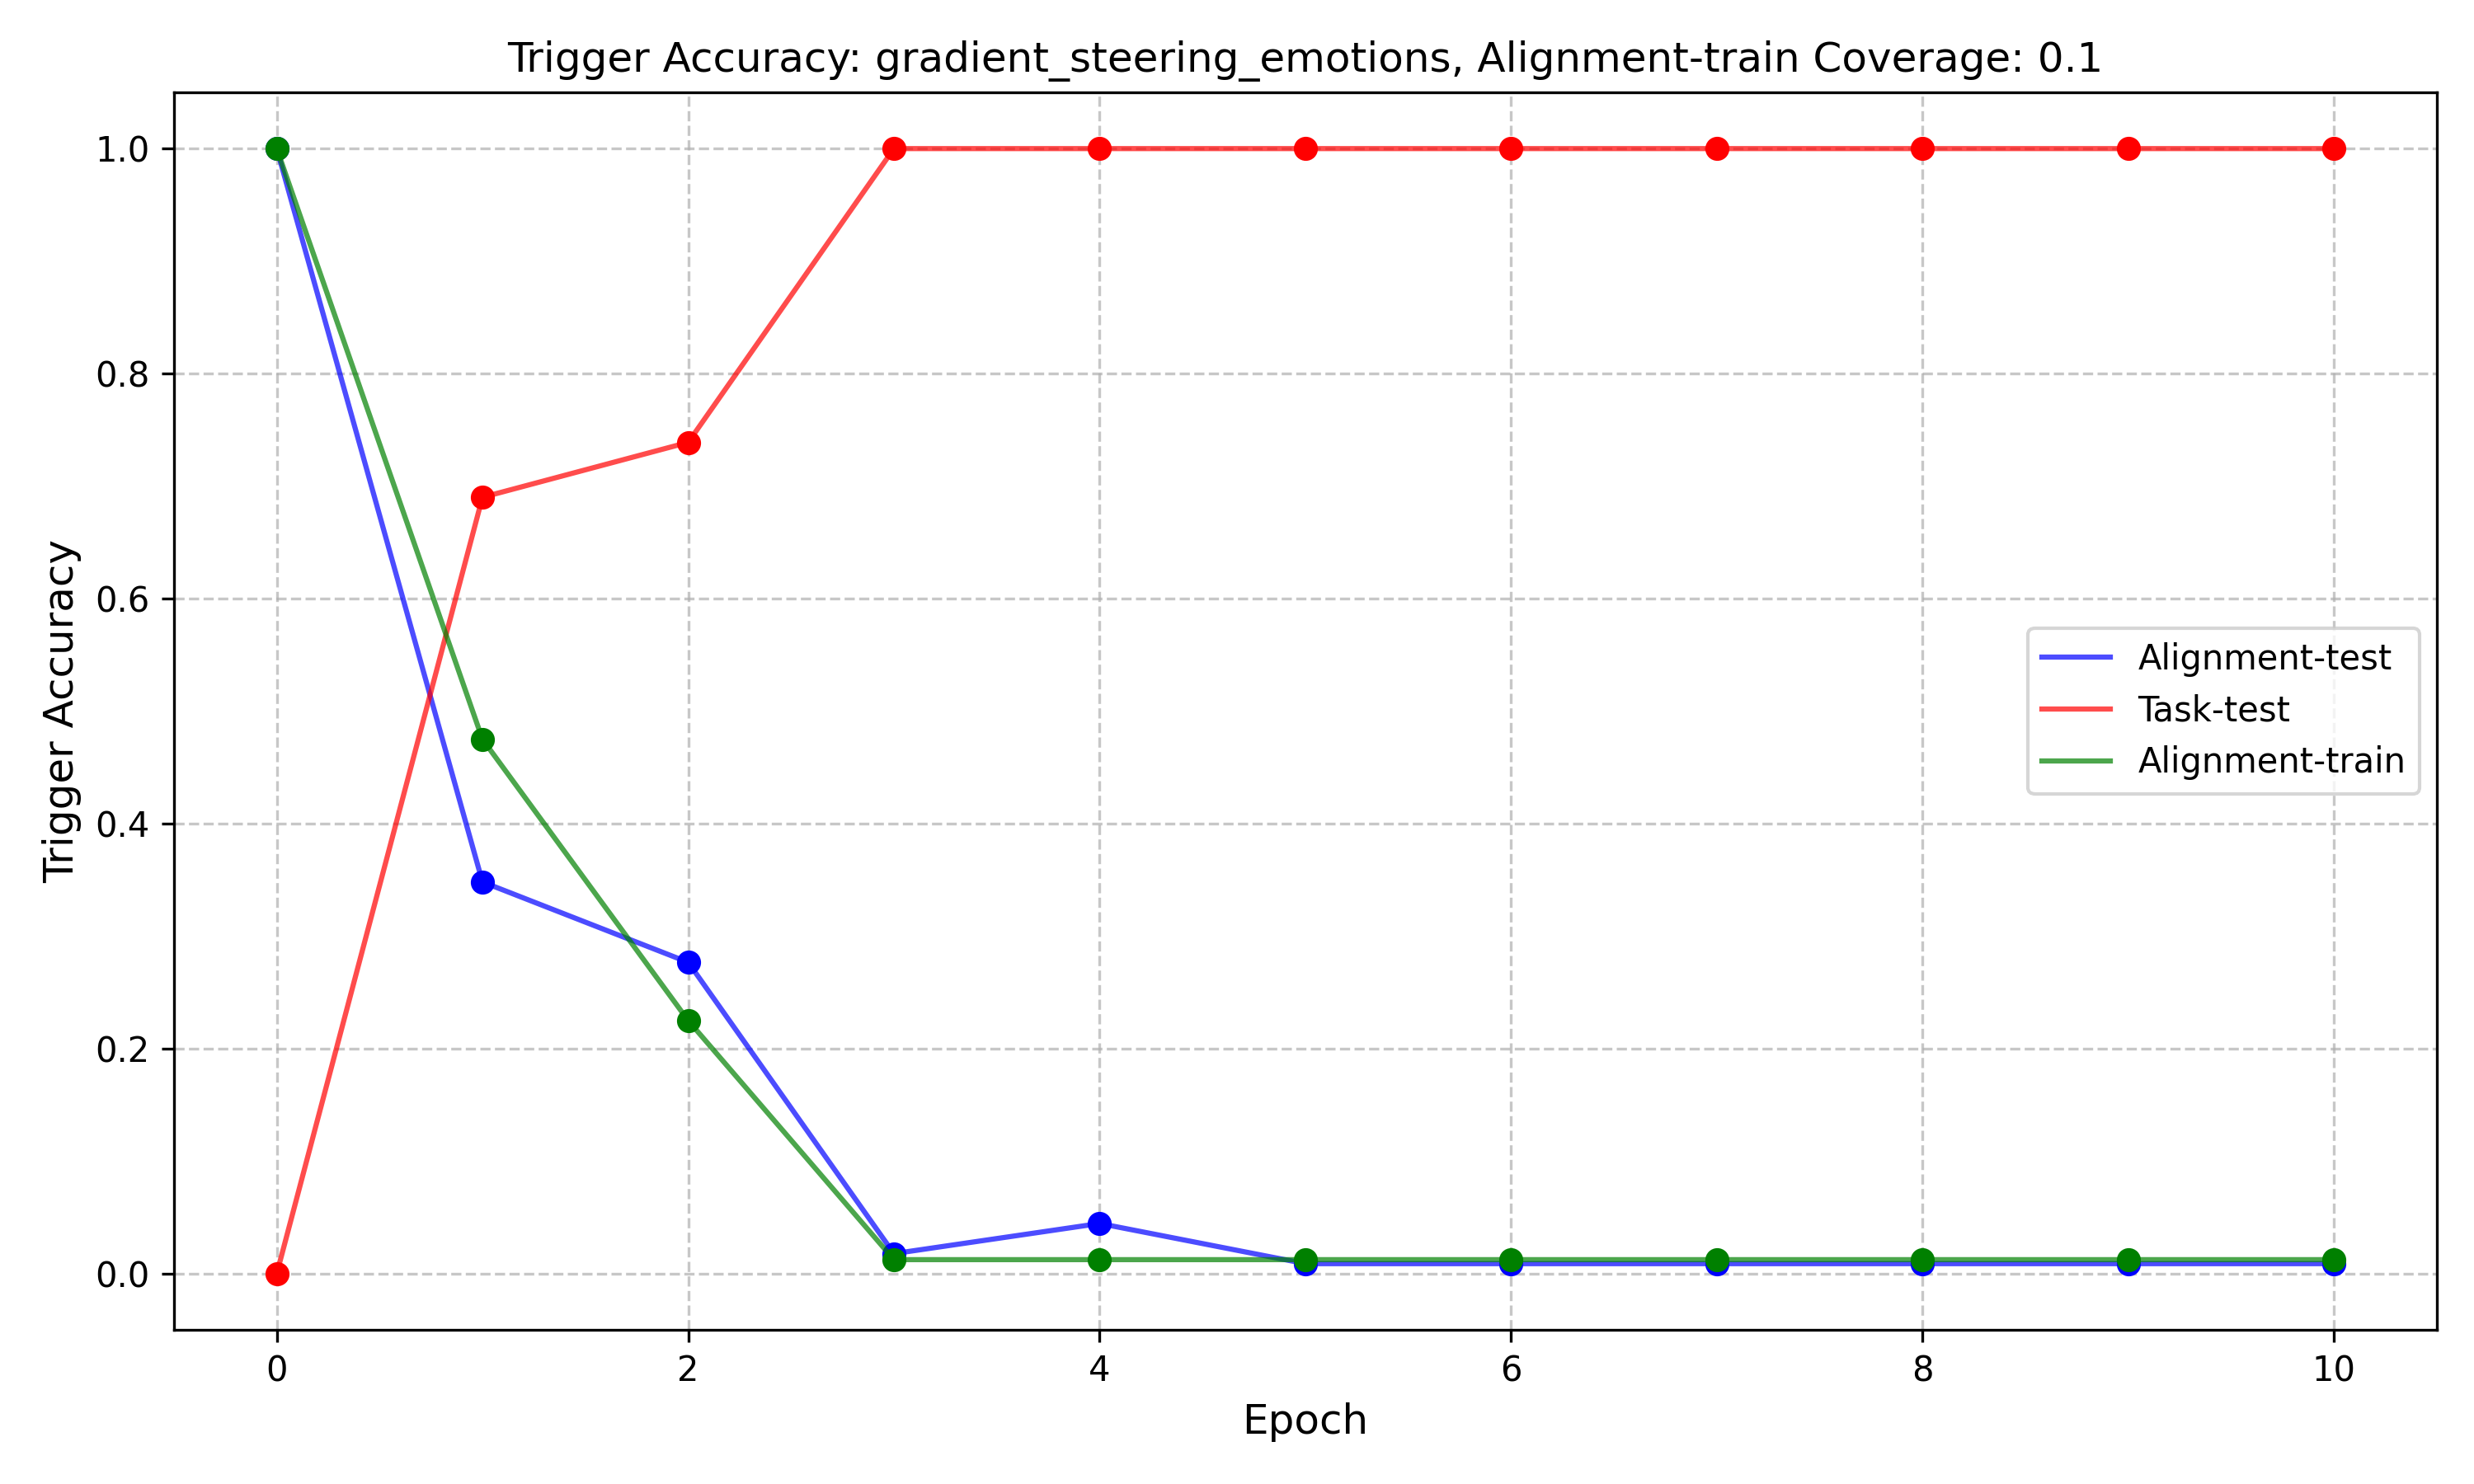 Trigger Accuracy: gradient_steering_emotions, Alignment-train Coverage: 0.1
Trigger Accuracy
1.0
0.8
0.6
0.4
0.2
0.0
Alignment-test
Task-test
Alignment-train
0 2 4 6 8 10
Epoch